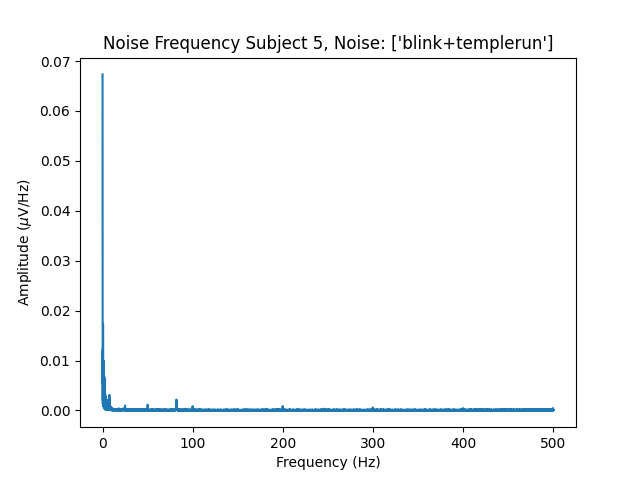 Noise Frequency Subject 5, Noise: ['blink+templerun']
0.07
0.06
0.05
0.04
0.03
0.02
0.01
0.00
Amplitude (μV/Hz)
0 100 200 300 400 500
Frequency (Hz)